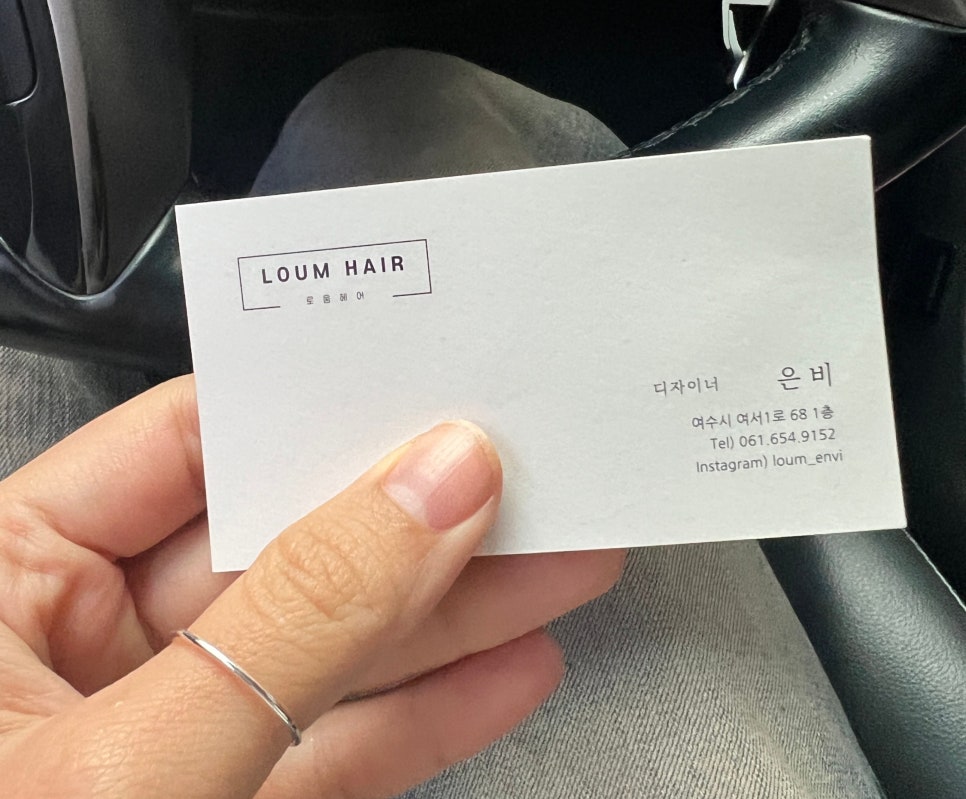 LOUM HAIR
로움헤어
디자이너 은비
여수시 여서1로 68 1층
Tel) 061.654.9152
Instagram) loum_envi